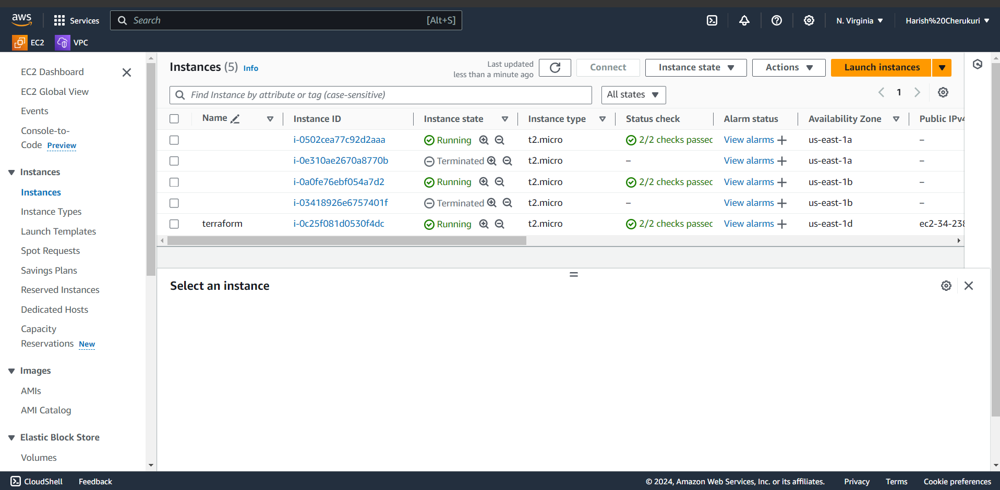 aws
Services
Search
[Alt+S]
N. Virginia
Harish%20Cherukuri
EC2
VPC
EC2 Dashboard
EC2 Global View
Events
Console-to-
Code Preview
Instances
Instances
Instance Types
Launch Templates
Spot Requests
Savings Plans
Reserved Instances
Dedicated Hosts
Capacity
Reservations New
Images
AMIs
AMI Catalog
Elastic Block Store
Volumes
Instances (5) Info
Last updated
less than a minute ago
Connect
Instance state
Actions
Launch instances
Find Instance by attribute or tag (case-sensitive)
All states
1
Name Instance ID Instance state Instance type Status check Alarm status Availability Zone Public IPv4
i-0502cea77c92d2aaa Running t2.micro 2/2 checks passed View alarms + us-east-1a –
i-0e310ae2670a8770b Terminated t2.micro – View alarms + us-east-1a –
i-0a0fe76ebf054a7d2 Running t2.micro 2/2 checks passed View alarms + us-east-1b –
i-03418926e6757401f Terminated t2.micro – View alarms + us-east-1b –
terraform i-0c25f081d0530f4dc Running t2.micro 2/2 checks passed View alarms + us-east-1d ec2-34-238
Select an instance
CloudShell
Feedback
© 2024, Amazon Web Services, Inc. or its affiliates.
Privacy
Terms
Cookie preferences